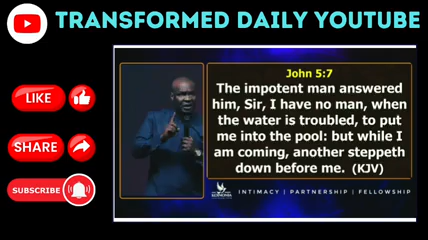 TRANSFORMED DAILY YOUTUBE
LIKE
SHARE
SUBSCRIBE
John 5:7
The impotent man answered
him, Sir, I have no man, when
the water is troubled, to put
me into the pool: but while I
am coming, another steppeth
down before me. (KJV)
KOINONIA
INTIMACY | PARTNERSHIP | FELLOWSHIP